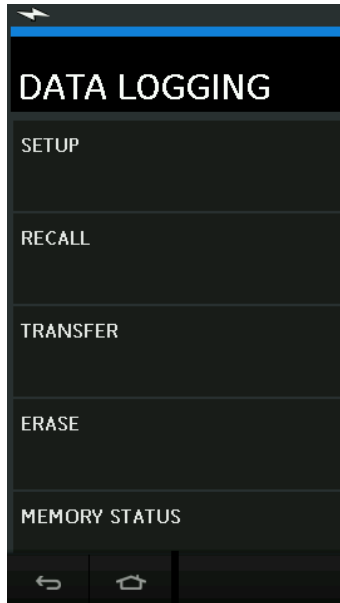 DATA LOGGING
SETUP
RECALL
TRANSFER
ERASE
MEMORY STATUS